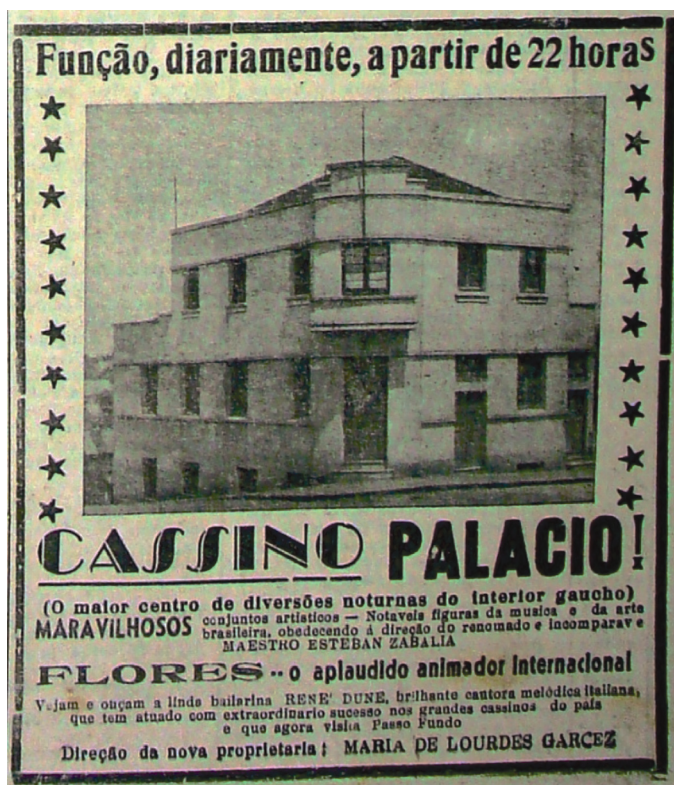 Função, diariamente, a partir de 22 horas
CASSINO PALACIO!
(O maior centro de diversões noturnas do interior gaucho)
MARAVILHOSOS conjuntos artisticos — Notaveis figuras da musica e da arte
brasileira, obedecendo á direção do renomado e incomparave
MAESTRO ESTEBAN ZABALIA
FLORES -- o aplaudido animador internacional
Vejam e ouçam a linda bailarina RENE' DUNE, brilhante cantora melódica italiana,
que tem atuado com extraordinario sucesso nos grandes cassinos do país
e que agora visita Passo Fundo
Direção da nova proprietaria: MARIA DE LOURDES GARCEZ